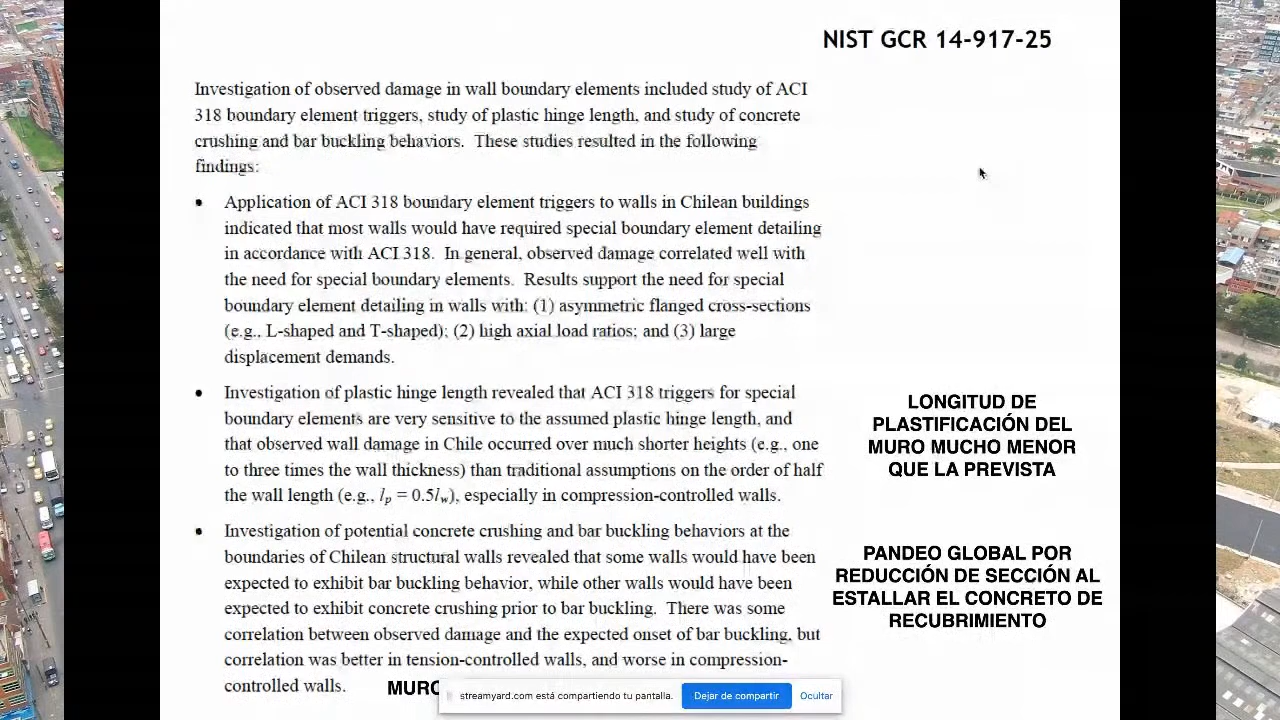 NIST GCR 14-917-25
Investigation of observed damage in wall boundary elements included study of ACI
318 boundary element triggers, study of plastic hinge length, and study of concrete
crushing and bar buckling behaviors. These studies resulted in the following
findings:
• Application of ACI 318 boundary element triggers to walls in Chilean buildings
indicated that most walls would have required special boundary element detailing
in accordance with ACI 318. In general, observed damage correlated well with
the need for special boundary elements. Results support the need for special
boundary element detailing in walls with: (1) asymmetric flanged cross-sections
(e.g., L-shaped and T-shaped); (2) high axial load ratios; and (3) large
displacement demands.
• Investigation of plastic hinge length revealed that ACI 318 triggers for special
boundary elements are very sensitive to the assumed plastic hinge length, and
that observed wall damage in Chile occurred over much shorter heights (e.g., one
to three times the wall thickness) than traditional assumptions on the order of half
the wall length (e.g., lp = 0.5lw), especially in compression-controlled walls.
LONGITUD DE
PLASTIFICACIÓN DEL
MURO MUCHO MENOR
QUE LA PREVISTA
• Investigation of potential concrete crushing and bar buckling behaviors at the
boundaries of Chilean structural walls revealed that some walls would have been
expected to exhibit bar buckling behavior, while other walls would have been
expected to exhibit concrete crushing prior to bar buckling. There was some
correlation between observed damage and the expected onset of bar buckling, but
correlation was better in tension-controlled walls, and worse in compression-
controlled walls.
PANDEO GLOBAL POR
REDUCCIÓN DE SECCIÓN AL
ESTALLAR EL CONCRETO DE
RECUBRIMIENTO
streamyard.com está compartiendo tu pantalla.
Dejar de compartir
Ocultar